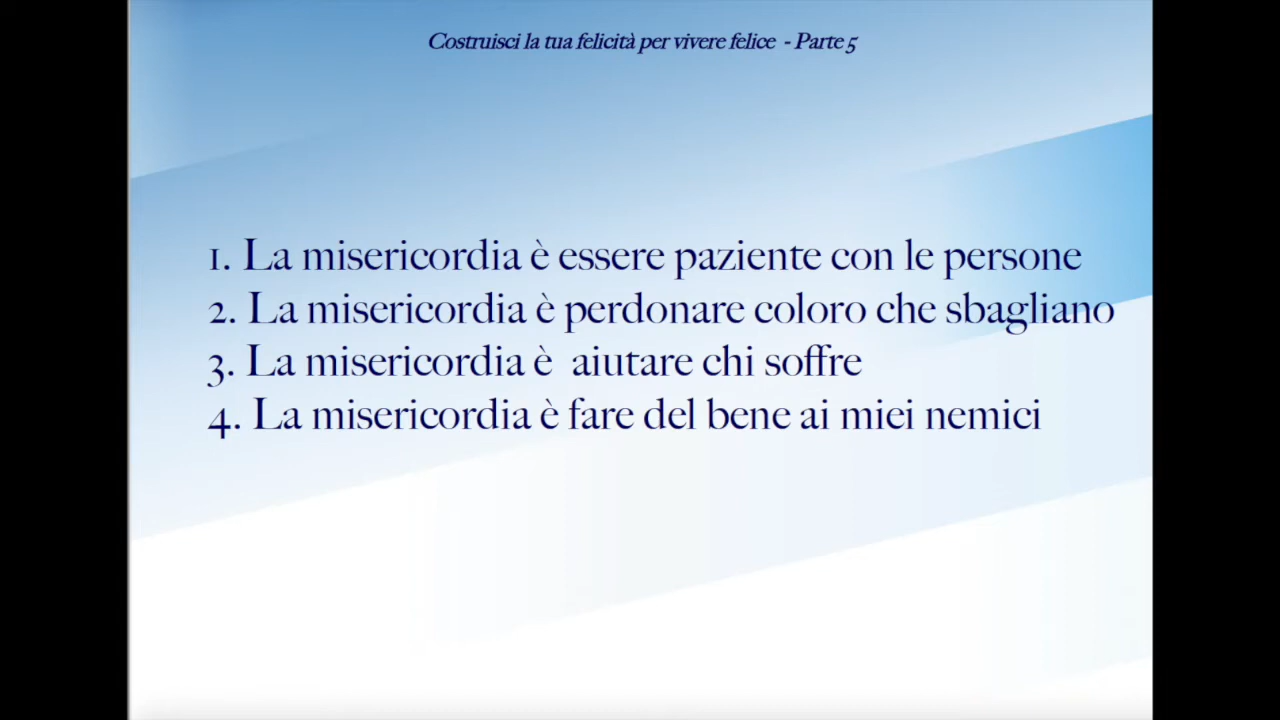 Costruisci la tua felicità per vivere felice - Parte 5
1. La misericordia è essere paziente con le persone
2. La misericordia è perdonare coloro che sbagliano
3. La misericordia è aiutare chi soffre
4. La misericordia è fare del bene ai miei nemici